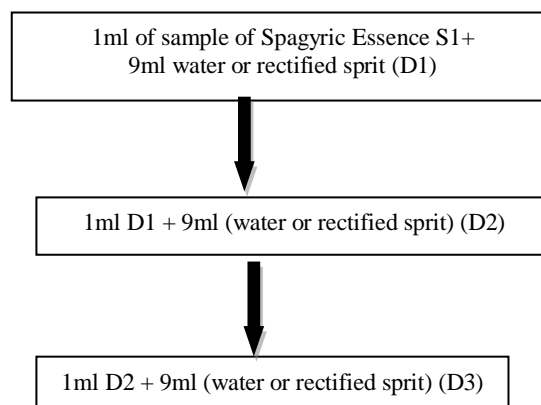 1ml of sample of Spagyric Essence S1+
9ml water or rectified sprit (D1)
1ml D1 + 9ml (water or rectified sprit) (D2)
1ml D2 + 9ml (water or rectified sprit) (D3)